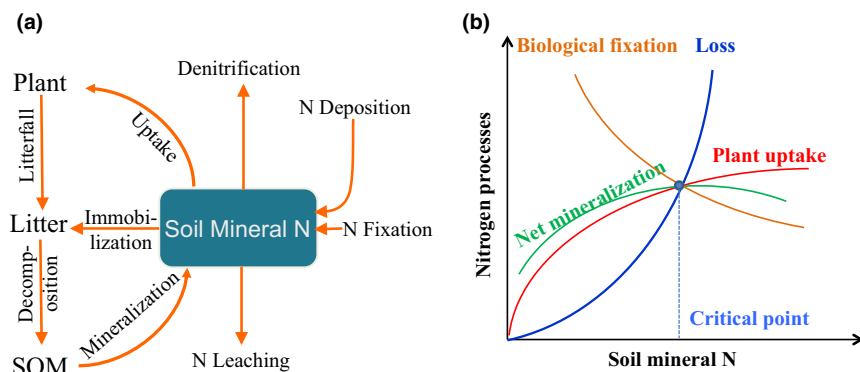 (a)
Plant
Denitrification
N Deposition
Litterfall
Uptake
Litter
Immobi-
lization
Soil Mineral N
N Fixation
Decomp-
osition
Mineralization
SOM
N Leaching
(b)
Biological fixation
Loss
Plant uptake
Net mineralization
Nitrogen processes
Critical point
Soil mineral N